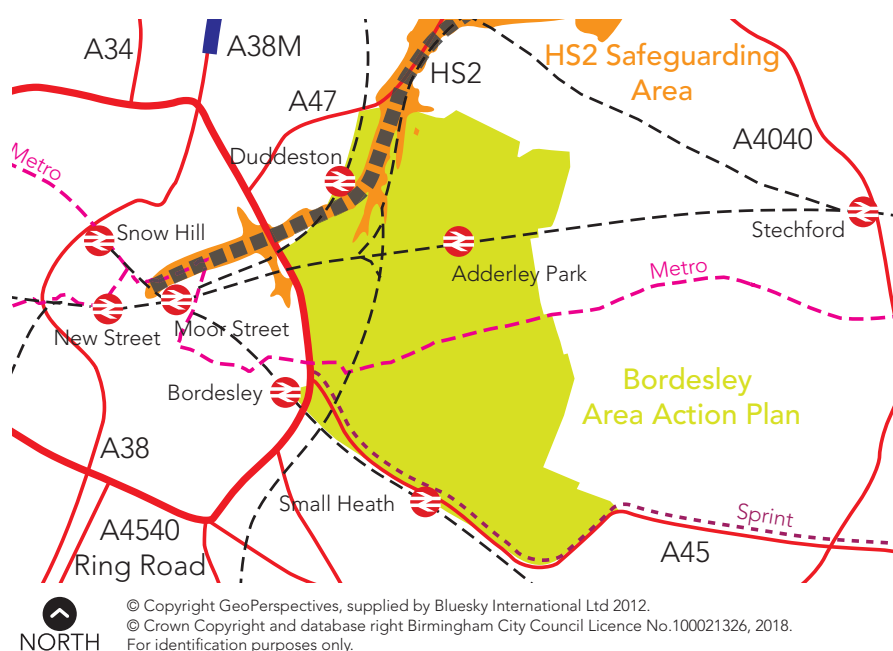 A34
A38M
HS2
HS2 Safeguarding
Area
A47
A4040
Metro
Duddeston
Snow Hill
Stechford
Adderley Park
Metro
New Street
Moor Street
Bordesley
Bordesley
Area Action Plan
A38
Small Heath
Sprint
A4540
Ring Road
A45
NORTH
© Copyright GeoPerspectives, supplied by Bluesky International Ltd 2012.
© Crown Copyright and database right Birmingham City Council Licence No.100021326, 2018.
For identification purposes only.